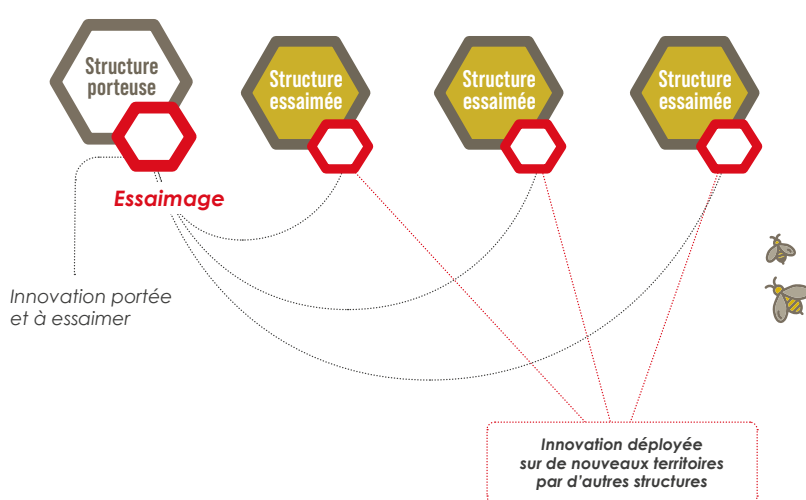 Structure
porteuse
Structure
essaimée
Structure
essaimée
Structure
essaimée
Essaimage
Innovation portée
et à essaimer
Innovation déployée
sur de nouveaux territoires
par d'autres structures